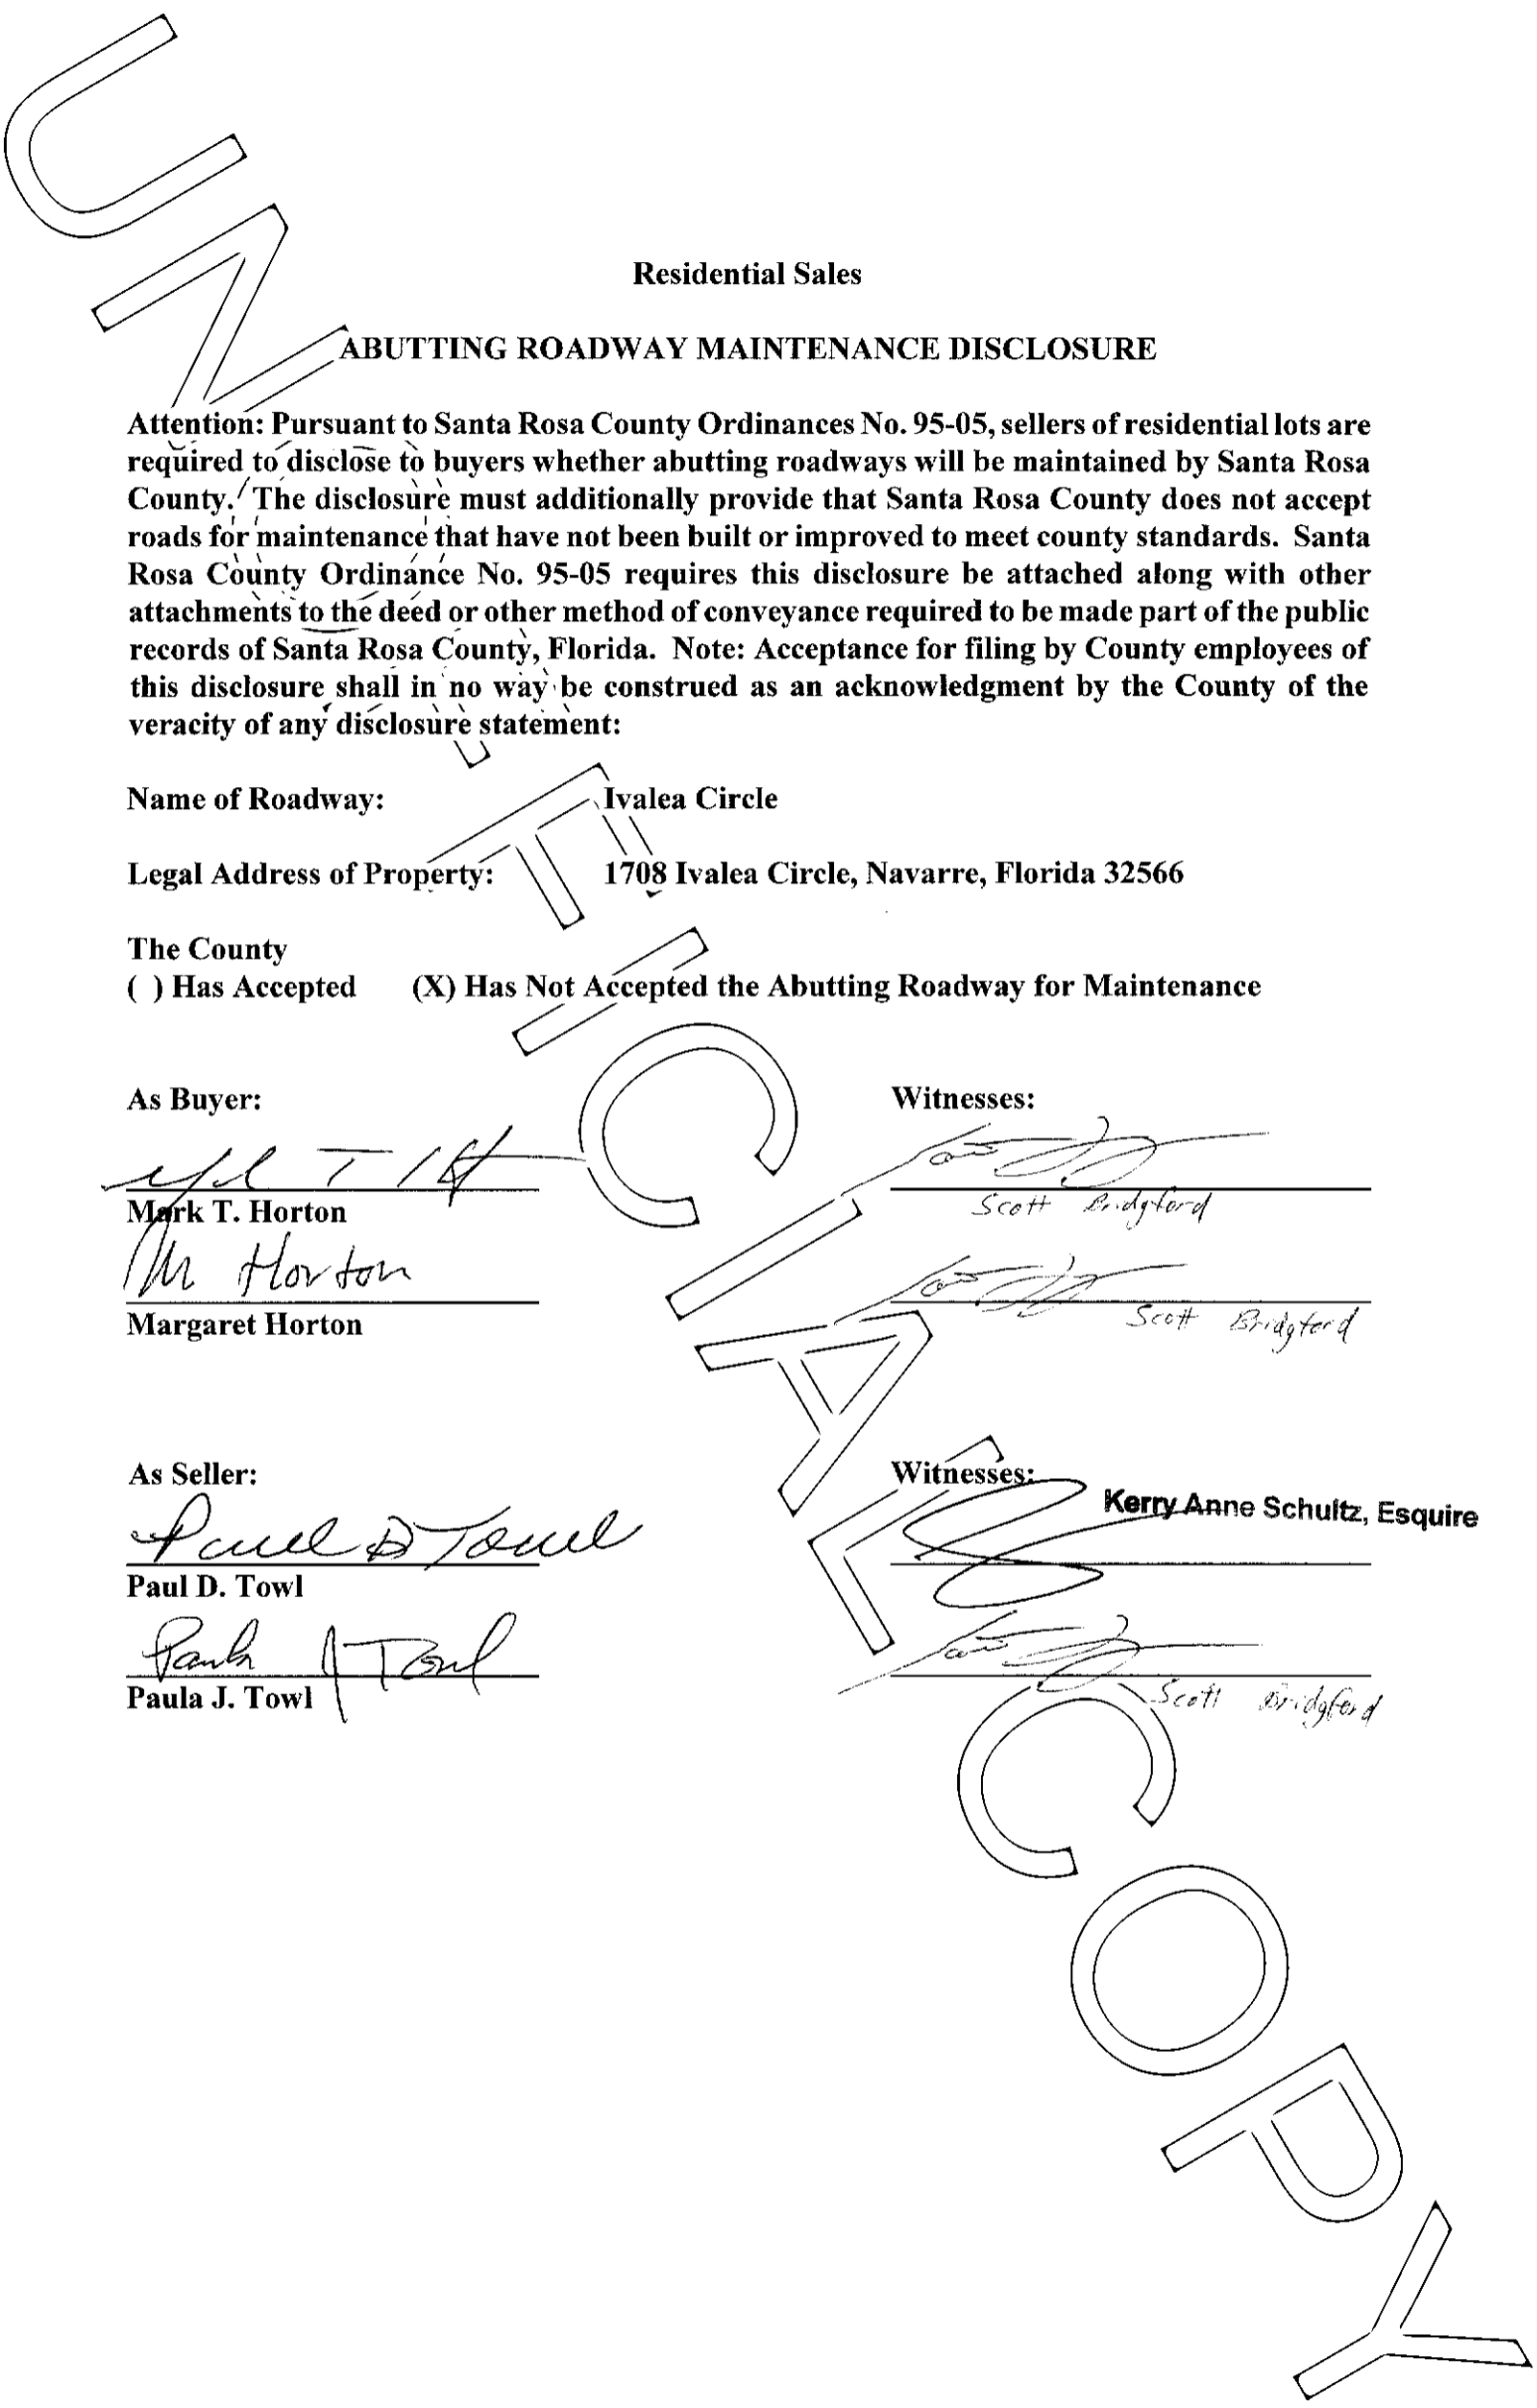 Residential Sales
ABUTTING ROADWAY MAINTENANCE DISCLOSURE
Attention: Pursuant to Santa Rosa County Ordinances No. 95-05, sellers of residential lots are
required to disclose to buyers whether abutting roadways will be maintained by Santa Rosa
County. The disclosure must additionally provide that Santa Rosa County does not accept
roads for maintenance that have not been built or improved to meet county standards. Santa
Rosa County Ordinance No. 95-05 requires this disclosure be attached along with other
attachments to the deed or other method of conveyance required to be made part of the public
records of Santa Rosa County, Florida. Note: Acceptance for filing by County employees of
this disclosure shall in no way be construed as an acknowledgment by the County of the
veracity of any disclosure statement:
Name of Roadway: Ivalea Circle
Legal Address of Property: 1708 Ivalea Circle, Navarre, Florida 32566
The County
( ) Has Accepted (X) Has Not Accepted the Abutting Roadway for Maintenance
As Buyer: Witnesses:
Mark T. Horton Scott Bridgford
M Horton
Margaret Horton Scott Bridgford
As Seller: Witnesses:
Kerry Anne Schultz, Esquire
Paul D Towl
Paul D. Towl
Paula J Towl
Paula J. Towl Scott Bridgford
UNOFFICIAL COPY